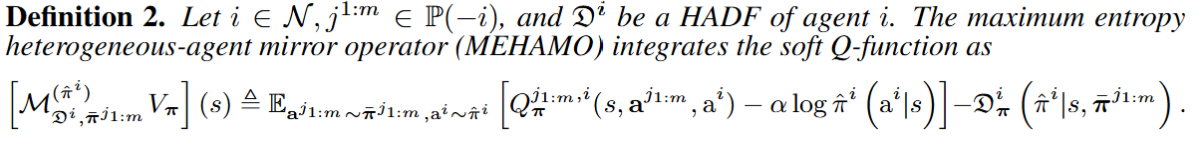 Definition 2. Let i ∈ 𝒩, j^{1:m} ∈ ℙ(−i), and 𝔇^i be a HADF of agent i. The maximum entropy
heterogeneous-agent mirror operator (MEHAMO) integrates the soft Q-function as
[ℳ^{(π̂^i)}_{𝔇^i, π̄^{j_{1:m}}} V_π] (s) ≜ 𝔼_{a^{j_{1:m}} ∼ π̄^{j_{1:m}}, a^i ∼ π̂^i} [Q_π^{j_{1:m}, i} (s, a^{j_{1:m}}, a^i) − α log π̂^i (a^i|s)] − 𝔇^i_π (π̂^i|s, π̄^{j_{1:m}}).